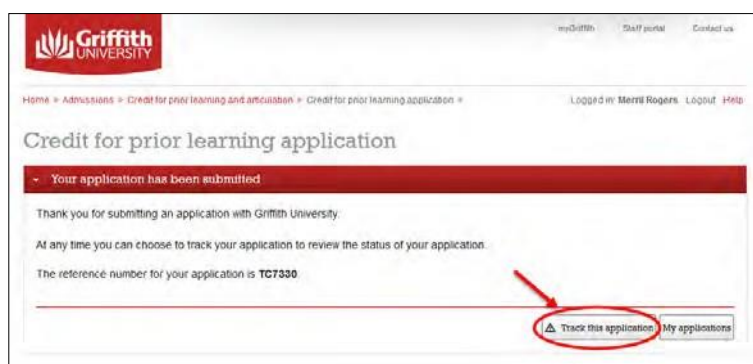 Griffith
UNIVERSITY
myGriffith Staff portal Contact us
Home > Admissions > Credit for prior learning and articulation > Credit for prior learning application >
Logged in: Merril Rogers Logout Help
Credit for prior learning application
Your application has been submitted
Thank you for submitting an application with Griffith University.
At any time you can choose to track your application to review the status of your application.
The reference number for your application is TC7330
Track this application My applications